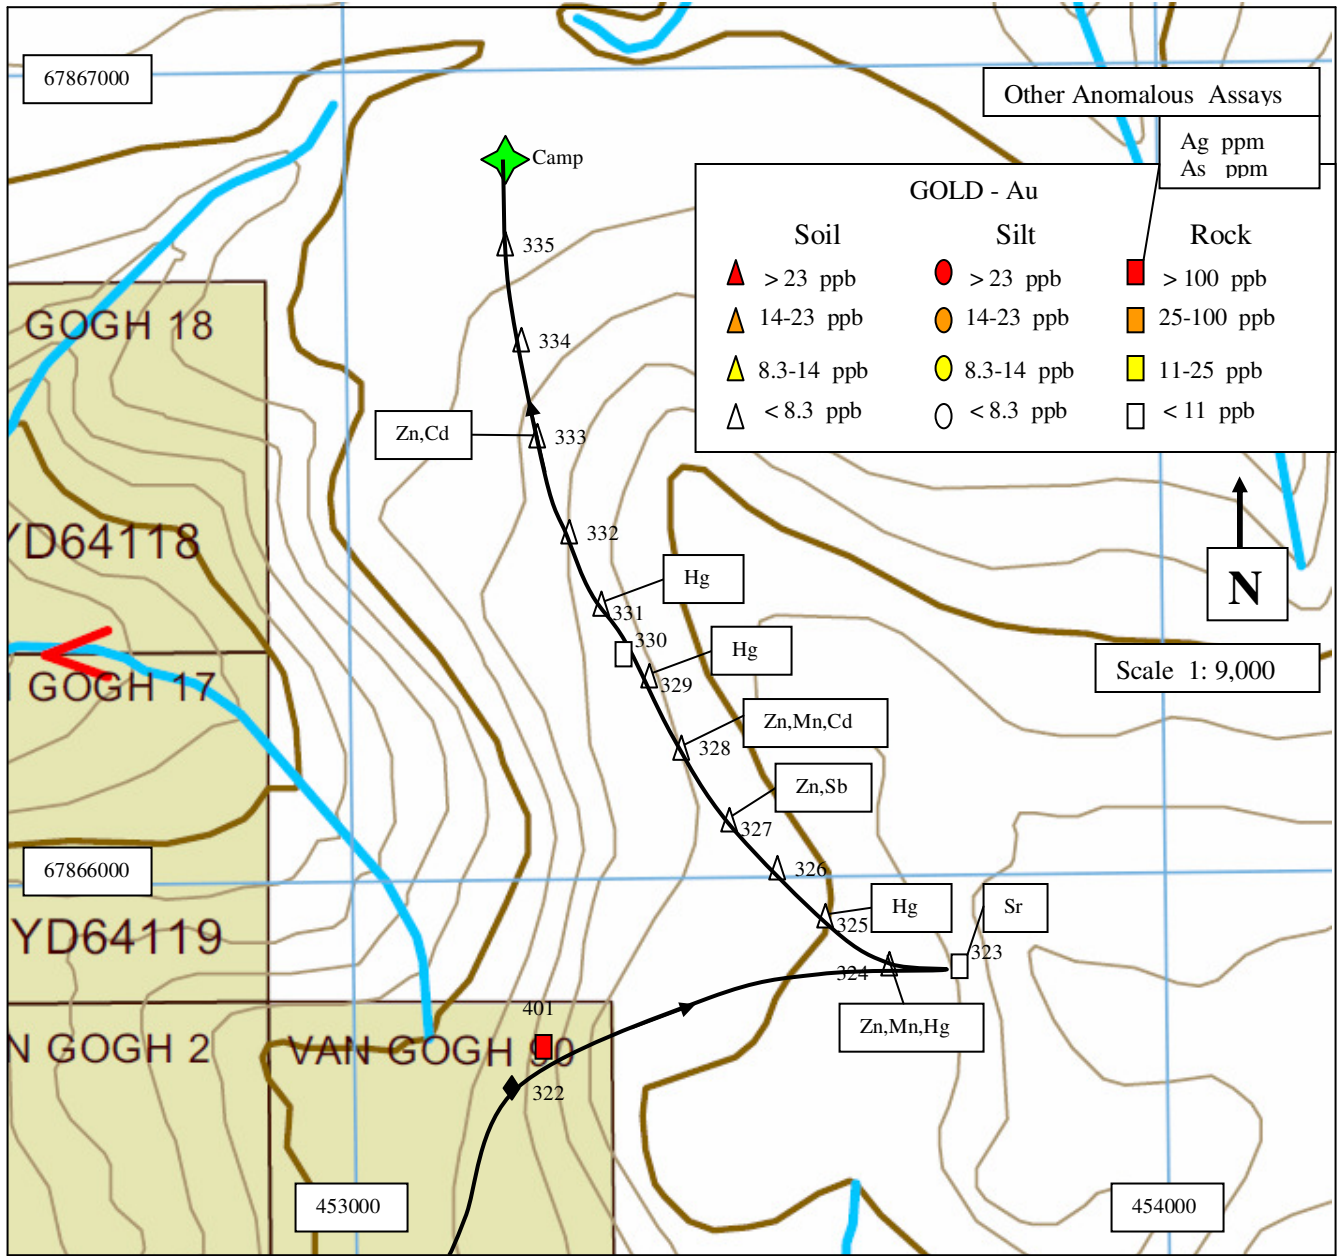 67867000
Other Anomalous Assays
Ag ppm
As ppm
Camp
GOLD - Au
Soil Silt Rock
> 23 ppb > 23 ppb > 100 ppb
14-23 ppb 14-23 ppb 25-100 ppb
8.3-14 ppb 8.3-14 ppb 11-25 ppb
< 8.3 ppb < 8.3 ppb < 11 ppb
335
GOGH 18
334
Zn,Cd
333
YD64118
332
Hg
N
331
330
Hg
Scale 1: 9,000
329
GOGH 17
Zn,Mn,Cd
328
Zn,Sb
327
67866000
326
Hg
Sr
325
YD64119
323
324
401
Zn,Mn,Hg
N GOGH 2
VAN GOGH 90
322
453000
454000